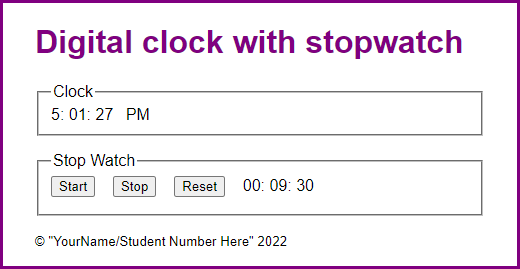 Digital clock with stopwatch
Clock
5: 01: 27 PM
Stop Watch
Start Stop Reset 00: 09: 30
© "YourName/Student Number Here" 2022